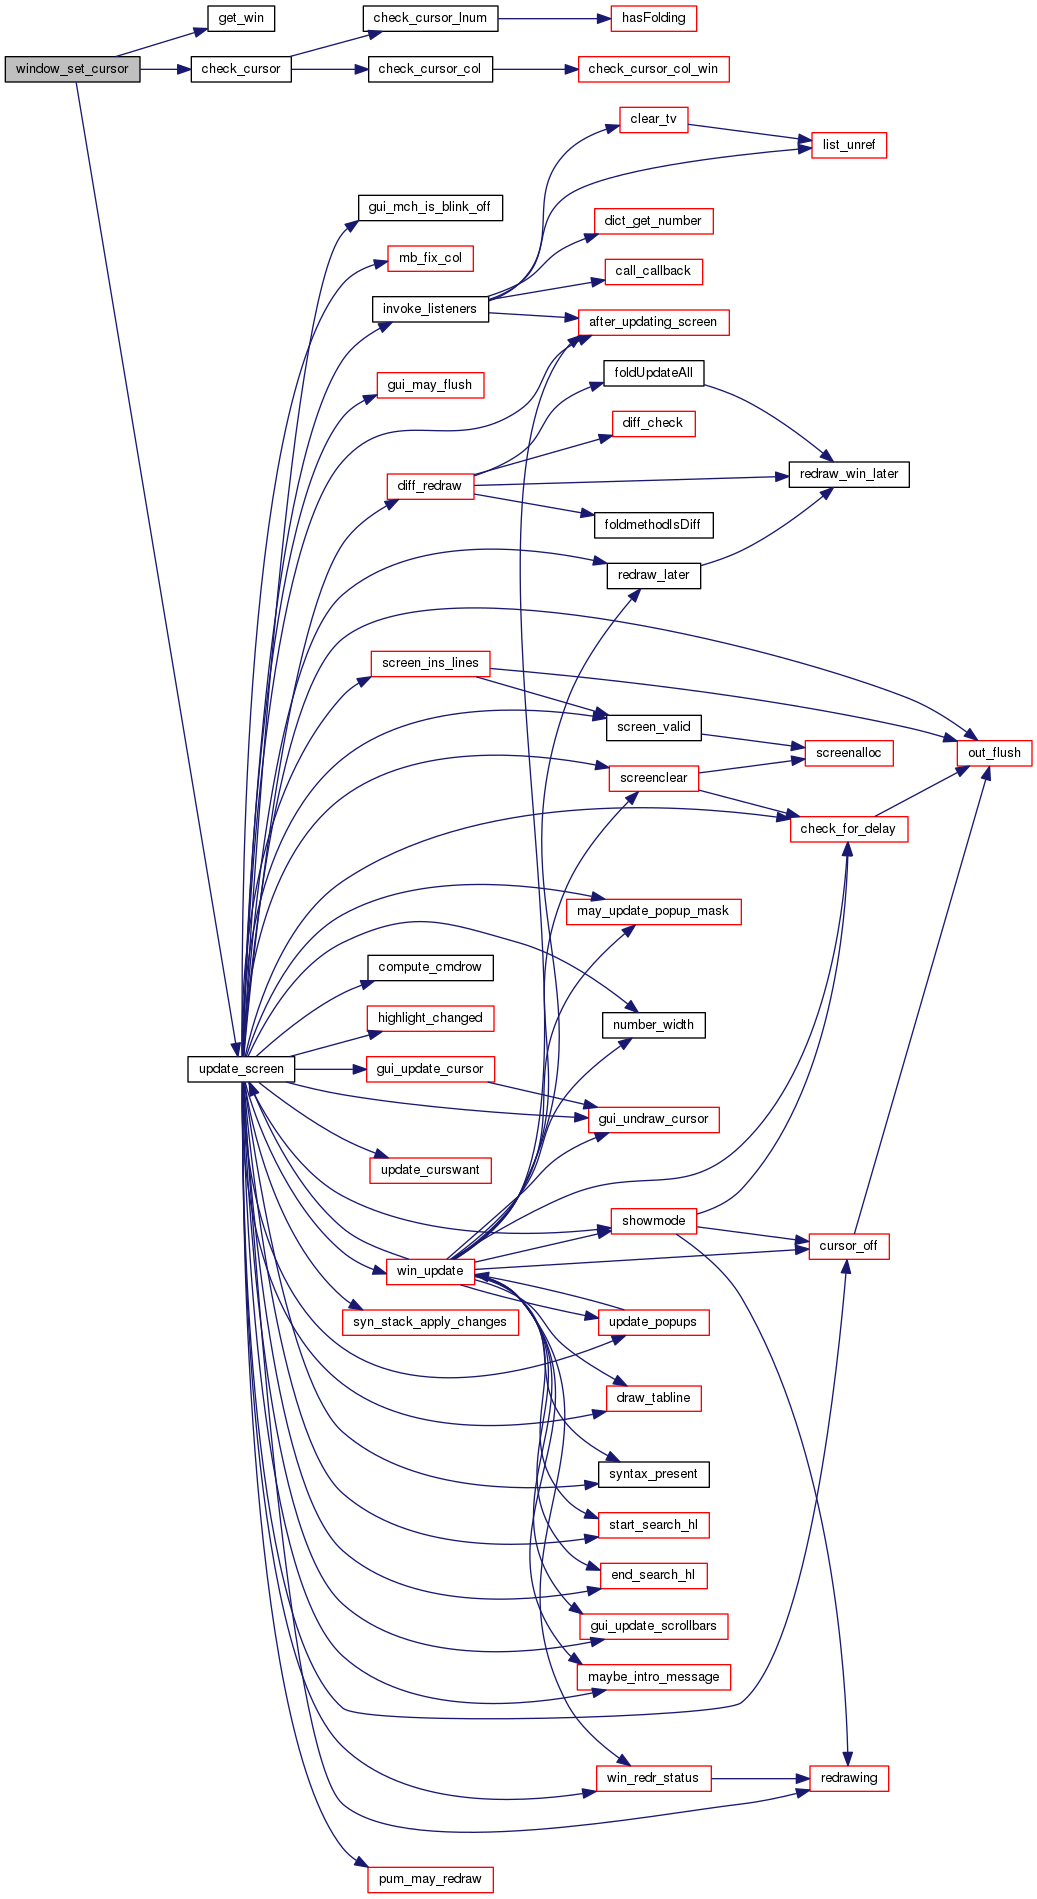 get_win
check_cursor_lnum
hasFolding
window_set_cursor
check_cursor
check_cursor_col
check_cursor_col_win
clear_tv
list_unref
gui_mch_is_blink_off
dict_get_number
mb_fix_col
call_callback
invoke_listeners
after_updating_screen
foldUpdateAll
gui_may_flush
diff_check
redraw_win_later
diff_redraw
foldmethodIsDiff
redraw_later
screen_ins_lines
screen_valid
screenalloc
out_flush
screenclear
check_for_delay
may_update_popup_mask
compute_cmdrow
highlight_changed
number_width
update_screen
gui_update_cursor
gui_undraw_cursor
update_curswant
showmode
cursor_off
win_update
syn_stack_apply_changes
update_popups
draw_tabline
syntax_present
start_search_hl
end_search_hl
gui_update_scrollbars
maybe_intro_message
win_redr_status
redrawing
pum_may_redraw